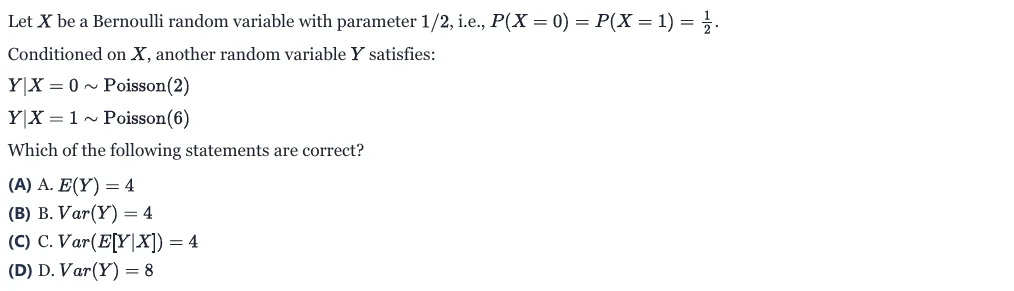 Let X be a Bernoulli random variable with parameter 1/2, i.e., P(X = 0) = P(X = 1) = 1/2.
Conditioned on X, another random variable Y satisfies:
Y|X = 0 ~ Poisson(2)
Y|X = 1 ~ Poisson(6)
Which of the following statements are correct?
(A) A. E(Y) = 4
(B) B. Var(Y) = 4
(C) C. Var(E[Y|X]) = 4
(D) D. Var(Y) = 8